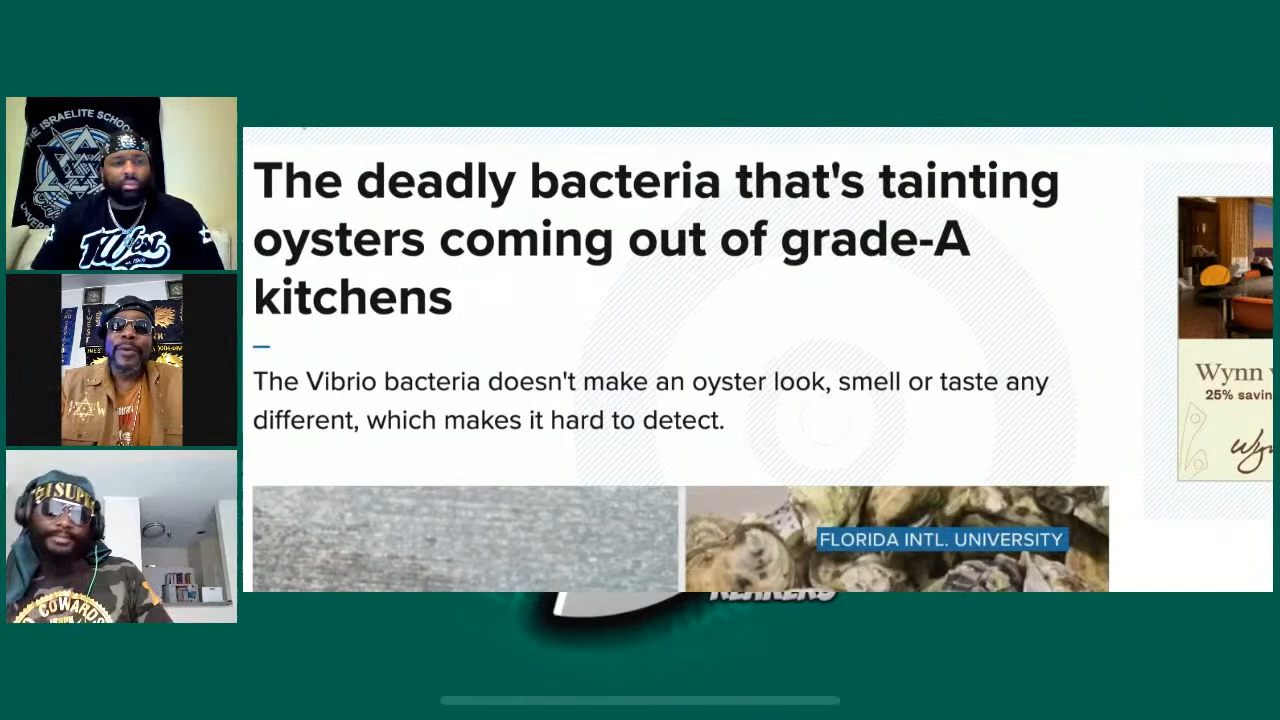 THE ISRAELITE SCHOOL
UNIVER
TWest
The deadly bacteria that's tainting
oysters coming out of grade-A
kitchens
The Vibrio bacteria doesn't make an oyster look, smell or taste any
different, which makes it hard to detect.
FLORIDA INTL. UNIVERSITY
Wynn
25% savin
COWARDS